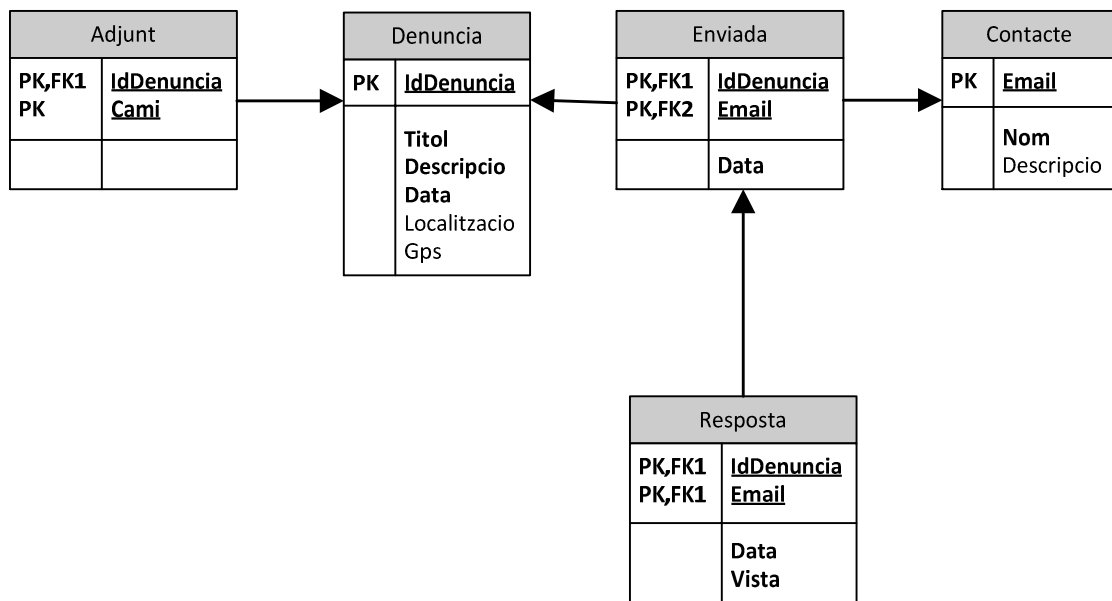 Adjunt
PK,FK1 IdDenuncia
PK Cami
Denuncia
PK IdDenuncia
Titol
Descripcio
Data
Localitzacio
Gps
Enviada
PK,FK1 IdDenuncia
PK,FK2 Email
Data
Contacte
PK Email
Nom
Descripcio
Resposta
PK,FK1 IdDenuncia
PK,FK1 Email
Data
Vista